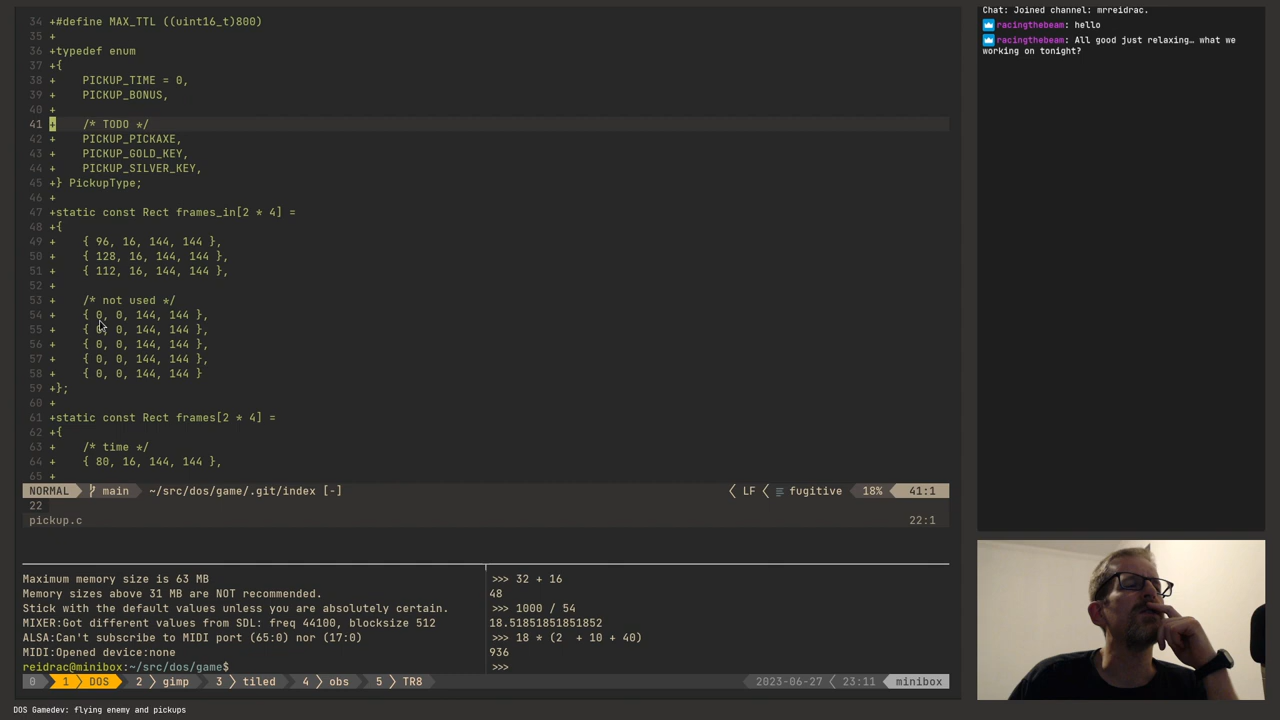 34 +#define MAX_TTL ((uint16_t)800)
35 +
36 +typedef enum
37 +{
38 +    PICKUP_TIME = 0,
39 +    PICKUP_BONUS,
40 +
41 +    /* TODO */
42 +    PICKUP_PICKAXE,
43 +    PICKUP_GOLD_KEY,
44 +    PICKUP_SILVER_KEY,
45 +} PickupType;
46 +
47 +static const Rect frames_in[2 * 4] =
48 +{
49 +    { 96, 16, 144, 144 },
50 +    { 128, 16, 144, 144 },
51 +    { 112, 16, 144, 144 },
52 +
53 +    /* not used */
54 +    { 0, 0, 144, 144 },
55 +    { 0, 0, 144, 144 },
56 +    { 0, 0, 144, 144 },
57 +    { 0, 0, 144, 144 },
58 +    { 0, 0, 144, 144 }
59 +};
60 +
61 +static const Rect frames[2 * 4] =
62 +{
63 +    /* time */
64 +    { 80, 16, 144, 144 },
65 +
NORMAL main ~/src/dos/game/.git/index [-] LF fugitive 18% 41:1
22
pickup.c 22:1
Maximum memory size is 63 MB
Memory sizes above 31 MB are NOT recommended.
Stick with the default values unless you are absolutely certain.
MIXER:Got different values from SDL: freq 44100, blocksize 512
ALSA:Can't subscribe to MIDI port (65:0) nor (17:0)
MIDI:Opened device:none
reidrac@minibox:~/src/dos/game$
>>> 32 + 16
48
>>> 1000 / 54
18.51851851851852
>>> 18 * (2  + 10 + 40)
936
>>>
0 1 DOS 2 gimp 3 tiled 4 obs 5 TR8 2023-06-27 23:11 minibox
DOS Gamedev: flying enemy and pickups
Chat: Joined channel: mrreidrac.
racingthebeam: hello
racingthebeam: All good just relaxing… what we
working on tonight?